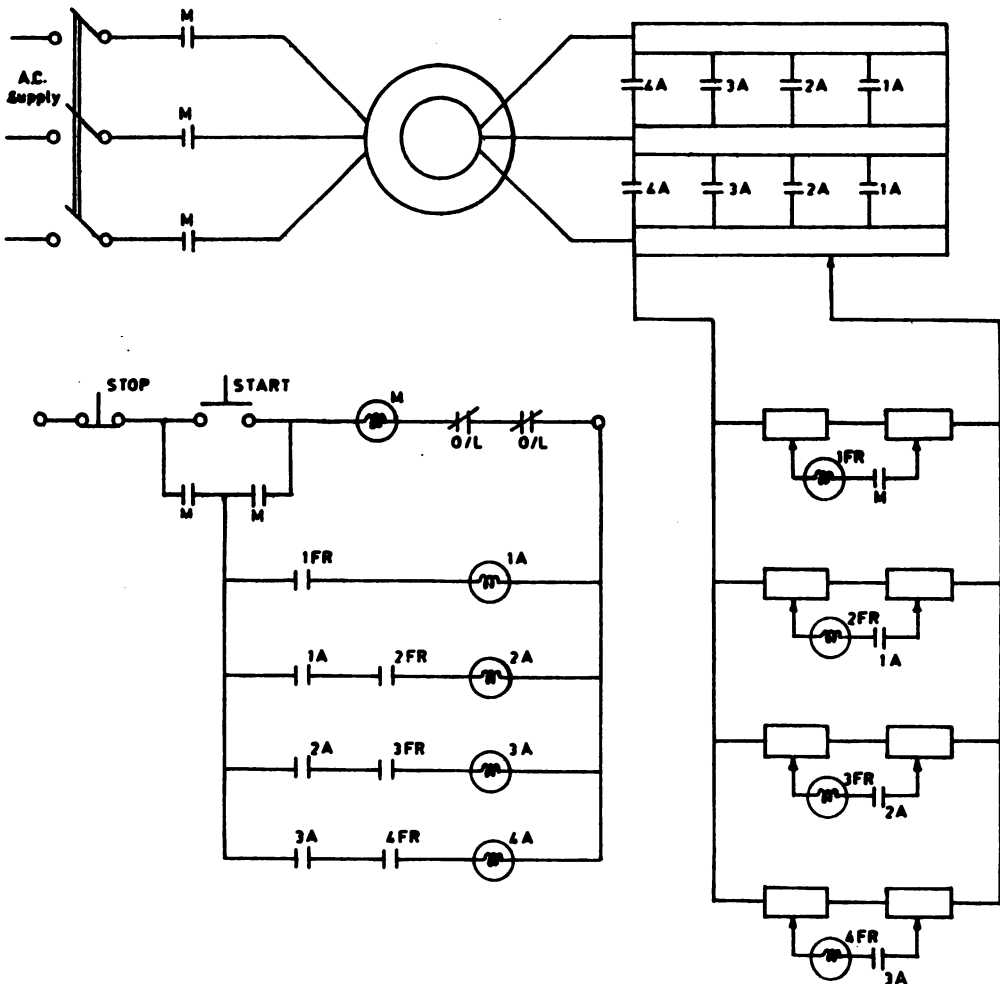 M
A.C.
Supply
M
M
4A 3A 2A 1A
4A 3A 2A 1A
STOP START M
O/L O/L
M M
1FR 1A
1A 2FR 2A
2A 3FR 3A
3A 4FR 4A
1FR
M
2FR
1A
3FR
2A
4FR
3A